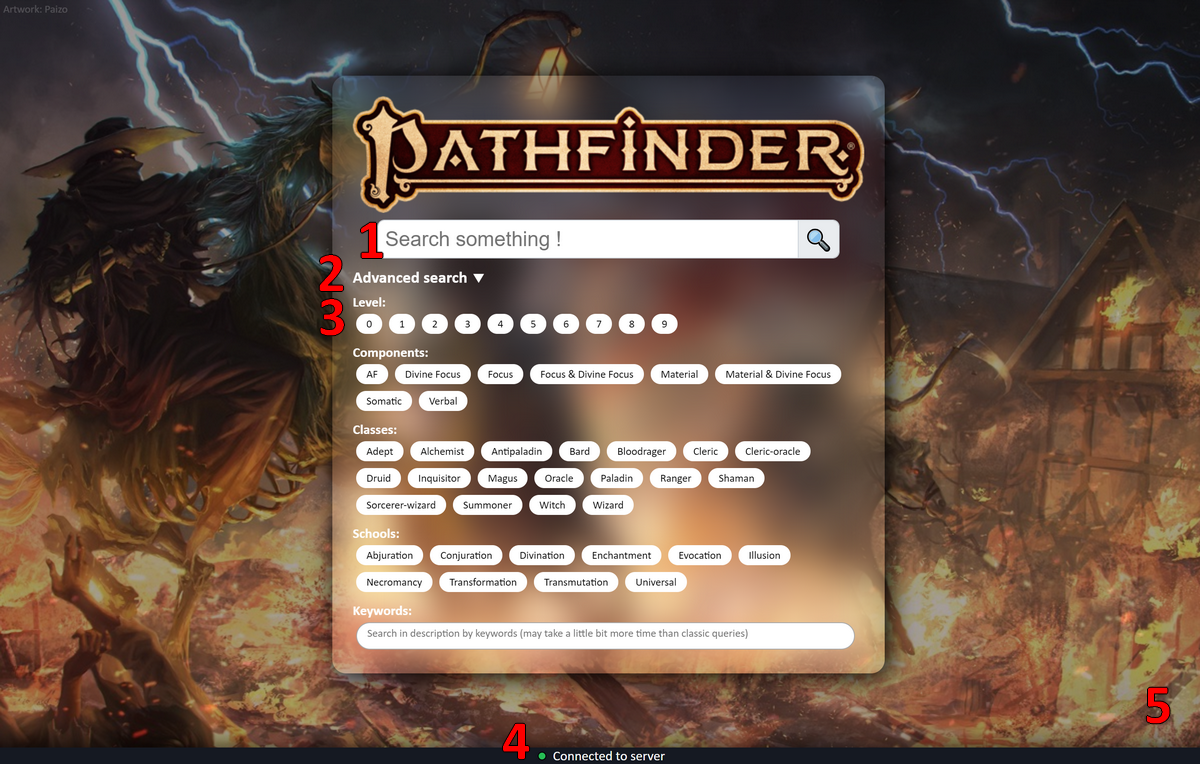 Artwork: Paizo
PATHFINDER®
1 Search something !
2 Advanced search ▼
Level:
3 0 1 2 3 4 5 6 7 8 9
Components:
AF Divine Focus Focus Focus & Divine Focus Material Material & Divine Focus
Somatic Verbal
Classes:
Adept Alchemist Antipaladin Bard Bloodrager Cleric Cleric-oracle
Druid Inquisitor Magus Oracle Paladin Ranger Shaman
Sorcerer-wizard Summoner Witch Wizard
Schools:
Abjuration Conjuration Divination Enchantment Evocation Illusion
Necromancy Transformation Transmutation Universal
Keywords:
Search in description by keywords (may take a little bit more time than classic queries)
5
4 Connected to server